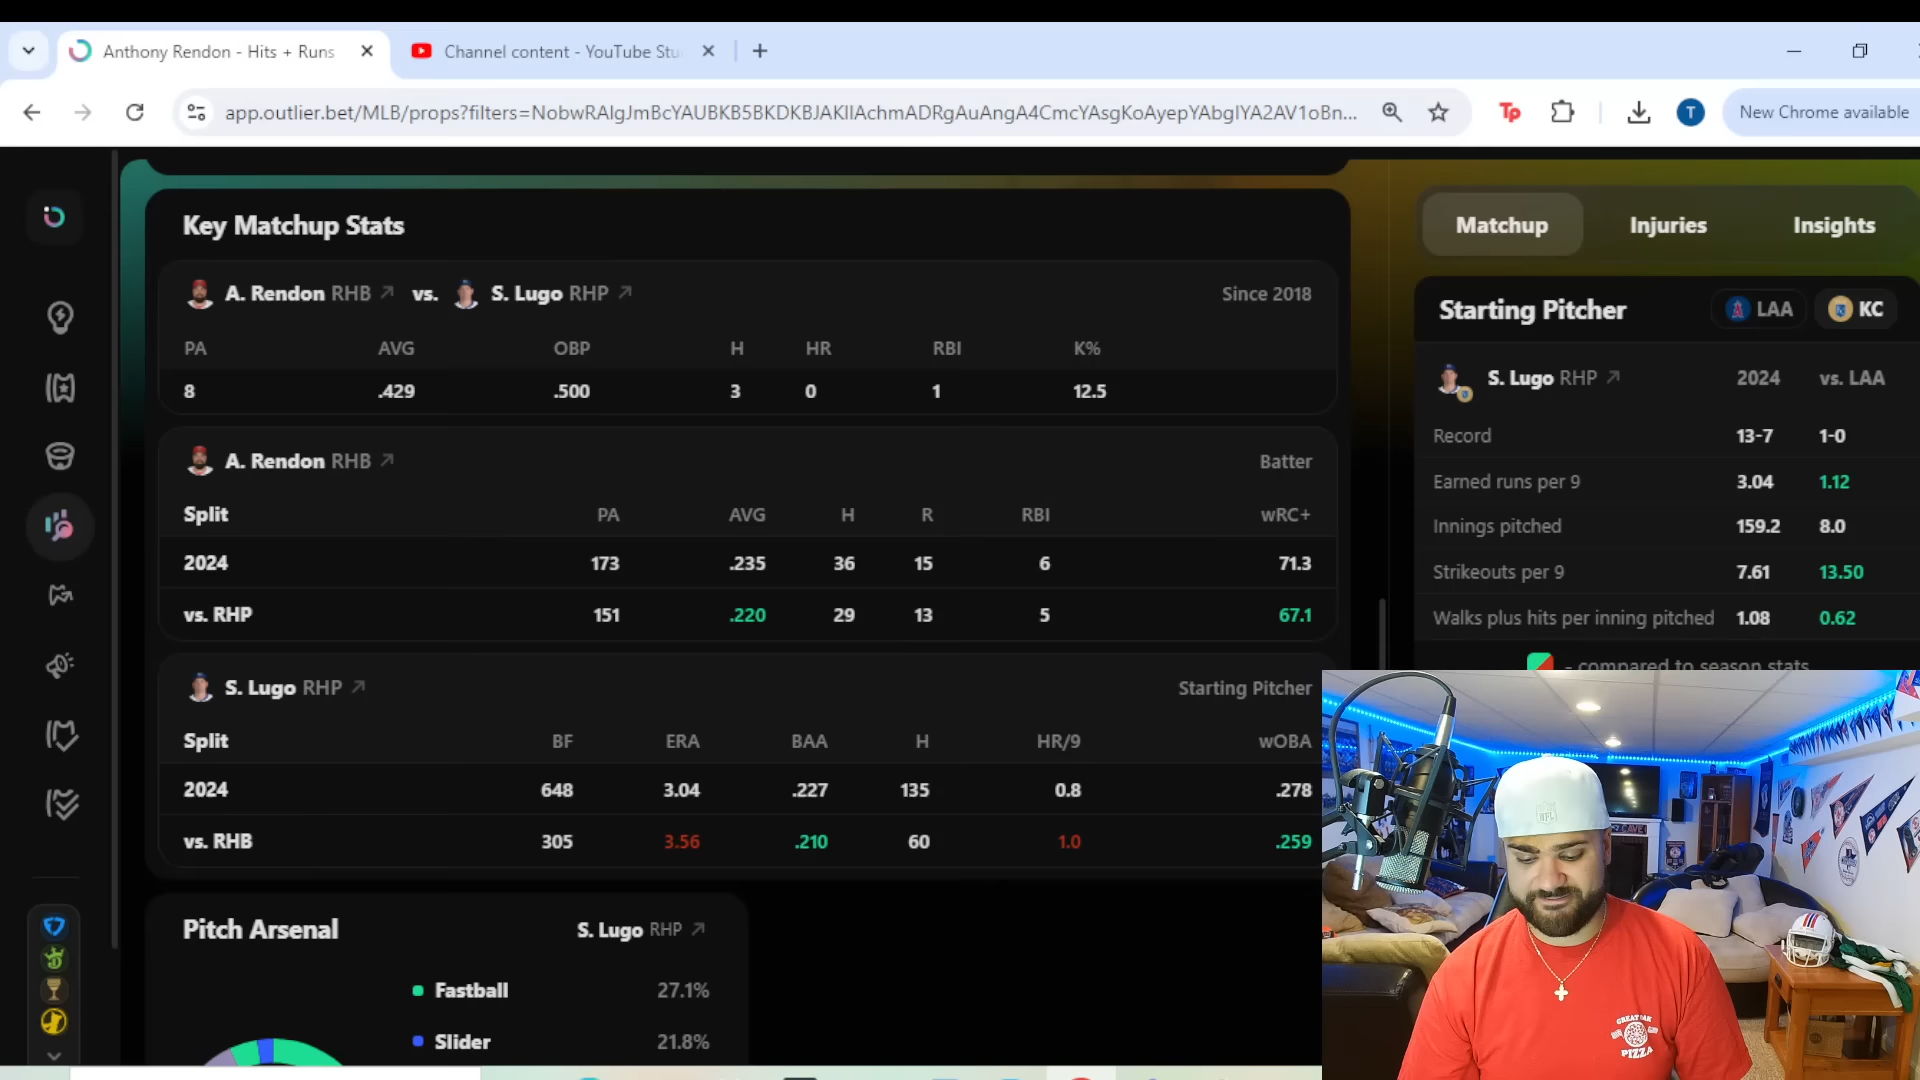 Anthony Rendon - Hits + Runs
Channel content - YouTube Stu
app.outlier.bet/MLB/props?filters=NobwRAIgJmBcYAUBKB5BKDKBJAKIIAchmADRgAuAngA4CmcYAsgKoAyepYAbgIYA2AV1oBn...
Tp
T
New Chrome available
Key Matchup Stats
A. Rendon RHB vs. S. Lugo RHP Since 2018
PA AVG OBP H HR RBI K%
8 .429 .500 3 0 1 12.5
A. Rendon RHB Batter
Split PA AVG H R RBI wRC+
2024 173 .235 36 15 6 71.3
vs. RHP 151 .220 29 13 5 67.1
S. Lugo RHP Starting Pitcher
Split BF ERA BAA H HR/9 wOBA
2024 648 3.04 .227 135 0.8 .278
vs. RHB 305 3.56 .210 60 1.0 .259
Pitch Arsenal S. Lugo RHP
Fastball 27.1%
Slider 21.8%
Matchup Injuries Insights
Starting Pitcher LAA KC
S. Lugo RHP 2024 vs. LAA
Record 13-7 1-0
Earned runs per 9 3.04 1.12
Innings pitched 159.2 8.0
Strikeouts per 9 7.61 13.50
Walks plus hits per inning pitched 1.08 0.62
- compared to season stats
NFL
CAVE
GREAT OAK
PIZZA